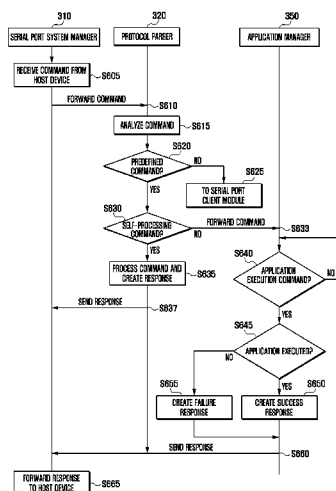 310
320
350
SERIAL PORT SYSTEM MANAGER
PROTOCOL PARSER
APPLICATION MANAGER
RECEIVE COMMAND FROM
HOST DEVICE
S605
FORWARD COMMAND
S610
ANALYZE COMMAND
S615
S620
PREDEFINED
COMMAND?
NO
S625
YES
TO SERIAL PORT
CLIENT MODULE
S630
SELF-PROCESSING
COMMAND?
NO
FORWARD COMMAND
S633
YES
S640
PROCESS COMMAND AND
CREATE RESPONSE
S635
APPLICATION
EXECUTION COMMAND?
NO
SEND RESPONSE
S637
YES
S645
APPLICATION EXECUTED?
NO
YES
S655
S650
CREATE FAILURE
RESPONSE
CREATE SUCCESS
RESPONSE
SEND RESPONSE
S660
FORWARD RESPONSE
TO HOST DEVICE
S665